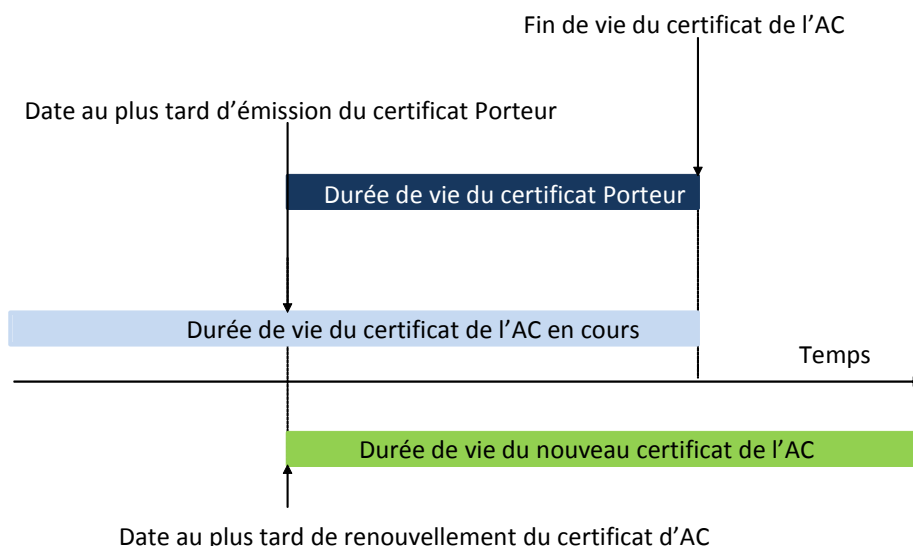 Fin de vie du certificat de l’AC
Date au plus tard d’émission du certificat Porteur
Durée de vie du certificat Porteur
Durée de vie du certificat de l’AC en cours
Temps
Durée de vie du nouveau certificat de l’AC
Date au plus tard de renouvellement du certificat d’AC